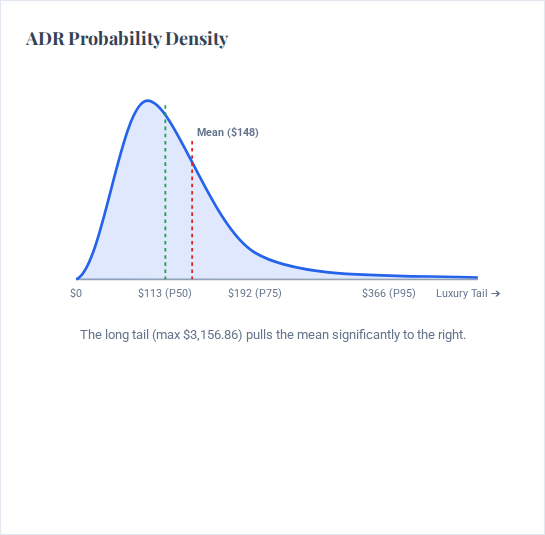 ADR Probability Density
Mean ($148)
$0 $113 (P50) $192 (P75) $366 (P95) Luxury Tail →
The long tail (max $3,156.86) pulls the mean significantly to the right.